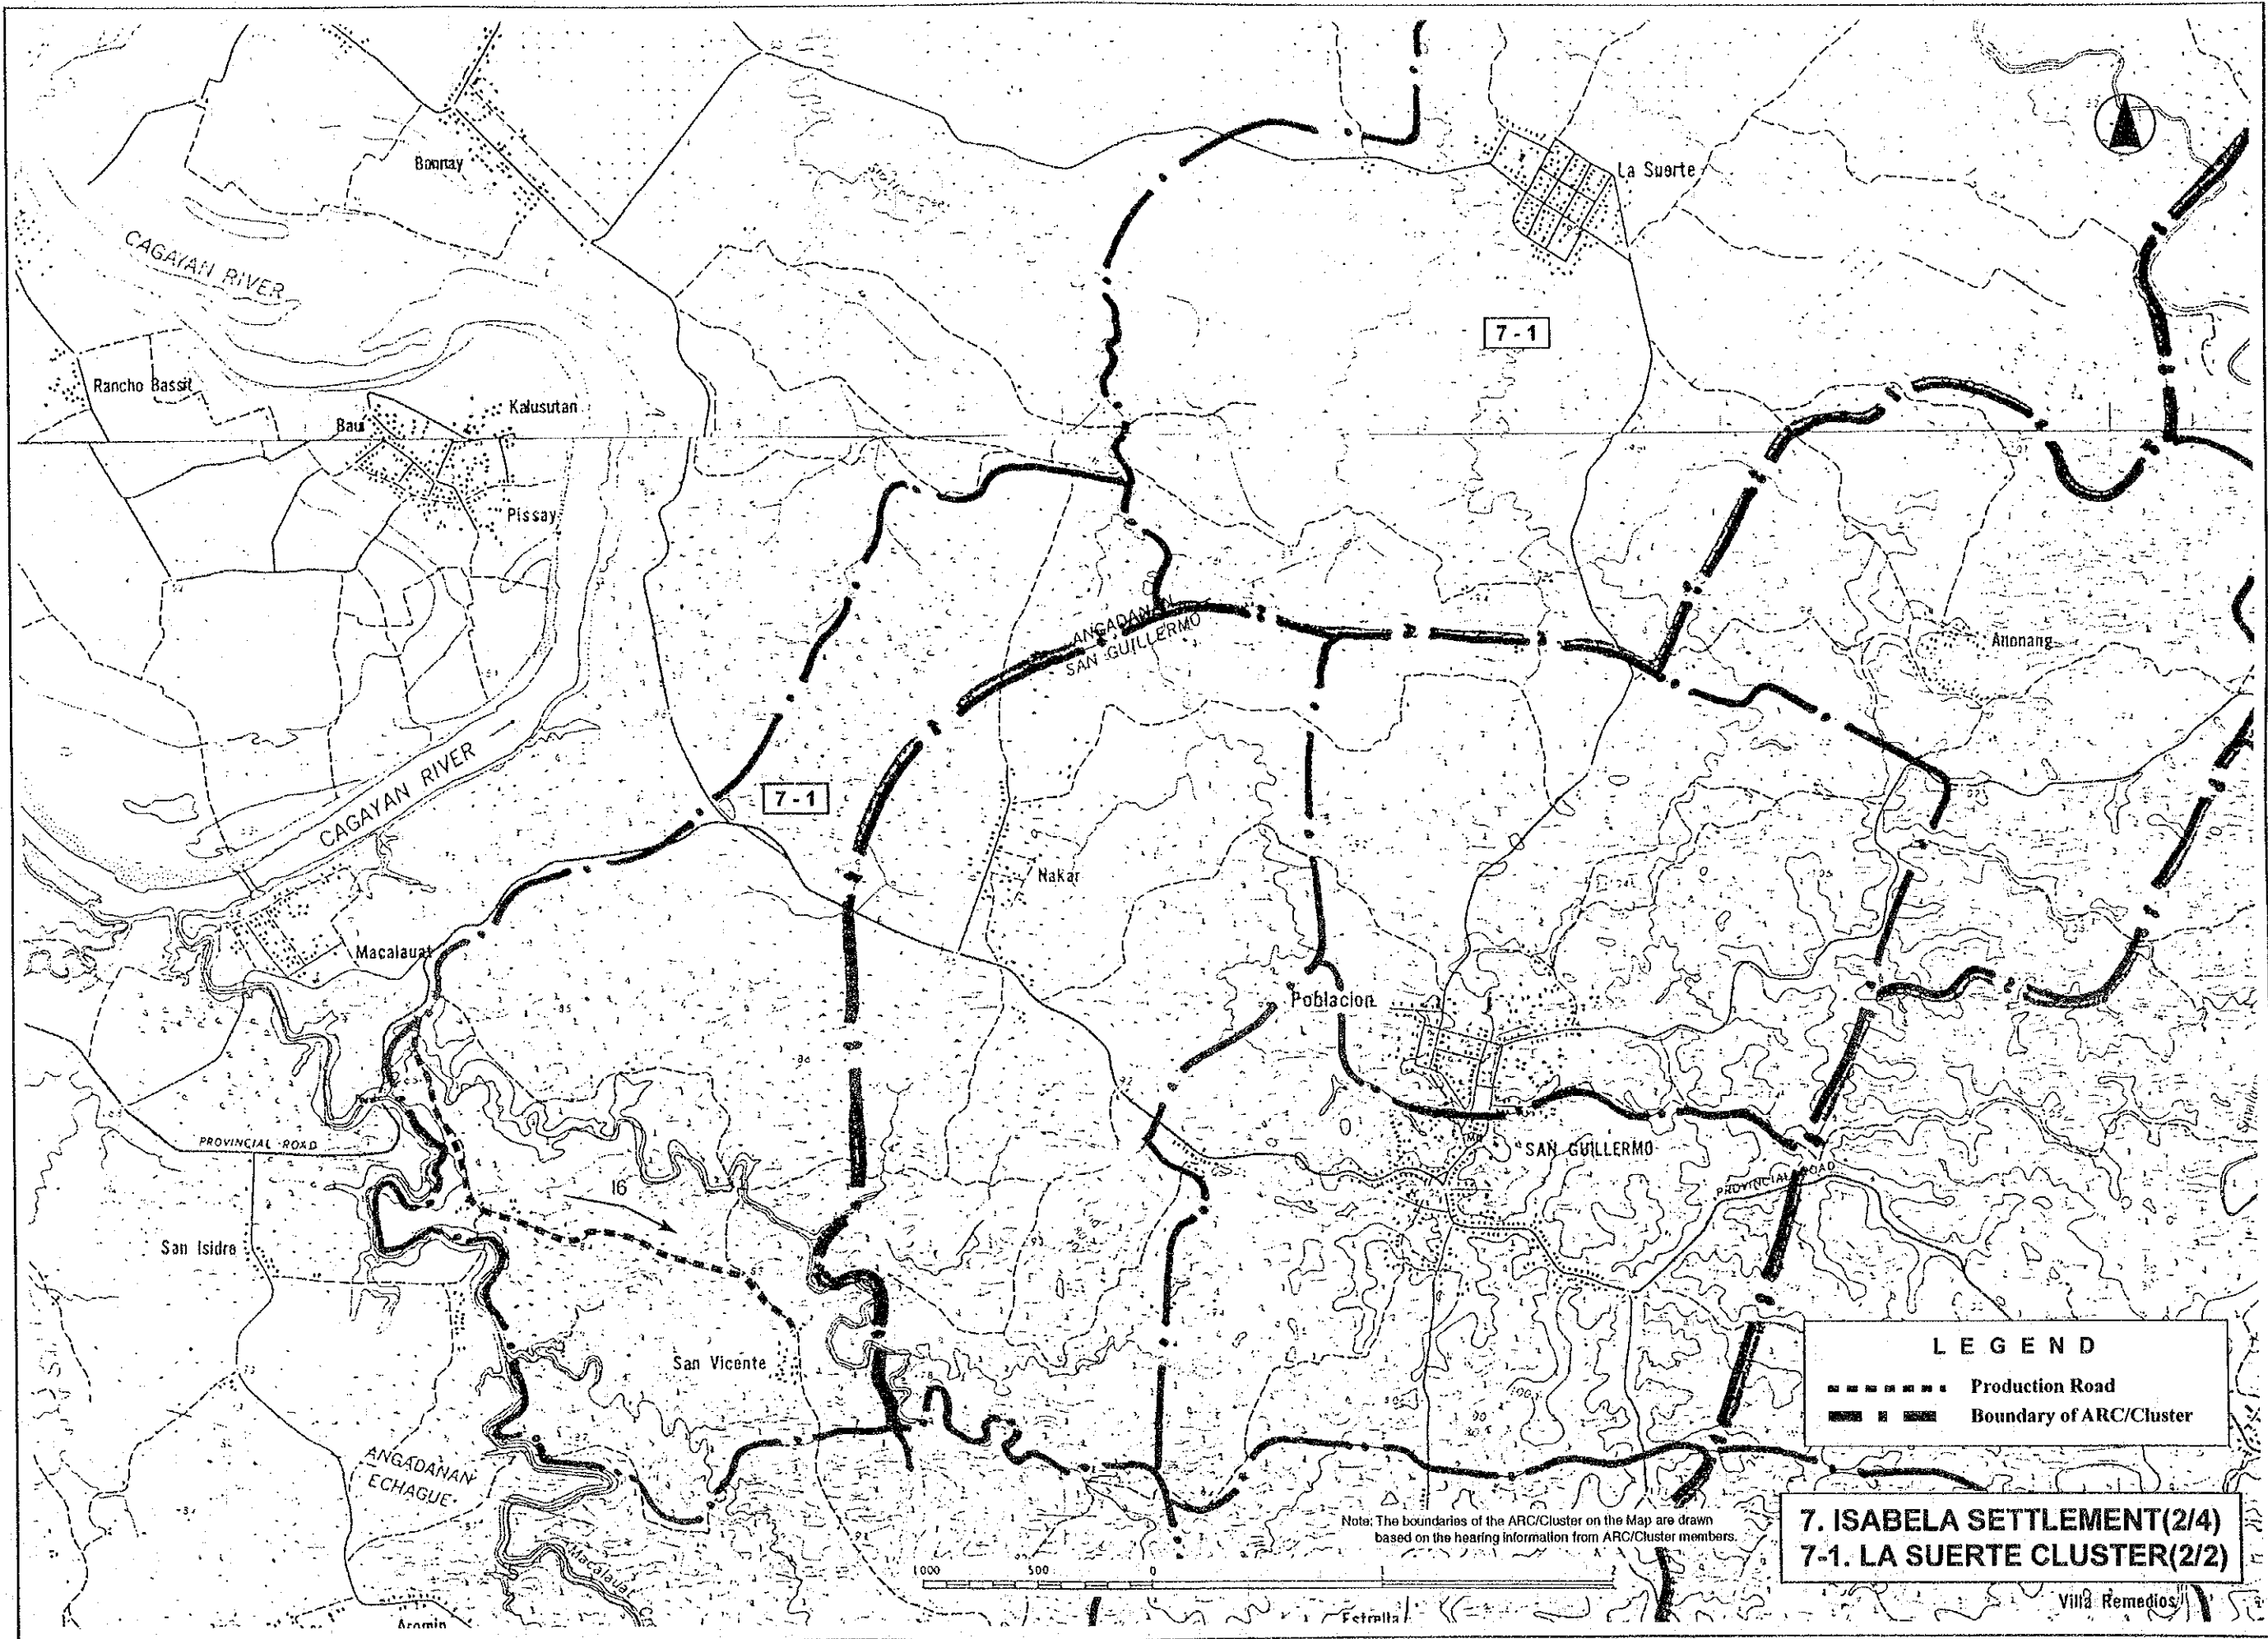 Bannay
La Suerte
CAGAYAN RIVER
7 - 1
Rancho Bassit
Kalusutan
Bau
Pissay
ANGADANAN
SAN GUILLERMO
Anonang
CAGAYAN RIVER
7 - 1
Nakar
Macalauat
Poblacion
PROVINCIAL ROAD
SAN GUILLERMO
PROVINCIAL ROAD
16
San Isidro
San Vicente
LEGEND
Production Road
Boundary of ARC/Cluster
ANGADANAN
ECHAGUE
Note: The boundaries of the ARC/Cluster on the Map are drawn
based on the hearing information from ARC/Cluster members.
7. ISABELA SETTLEMENT(2/4)
7-1. LA SUERTE CLUSTER(2/2)
Macalauat
1000 500 0 1 2
Villa Remedios
Estrella
Aromin